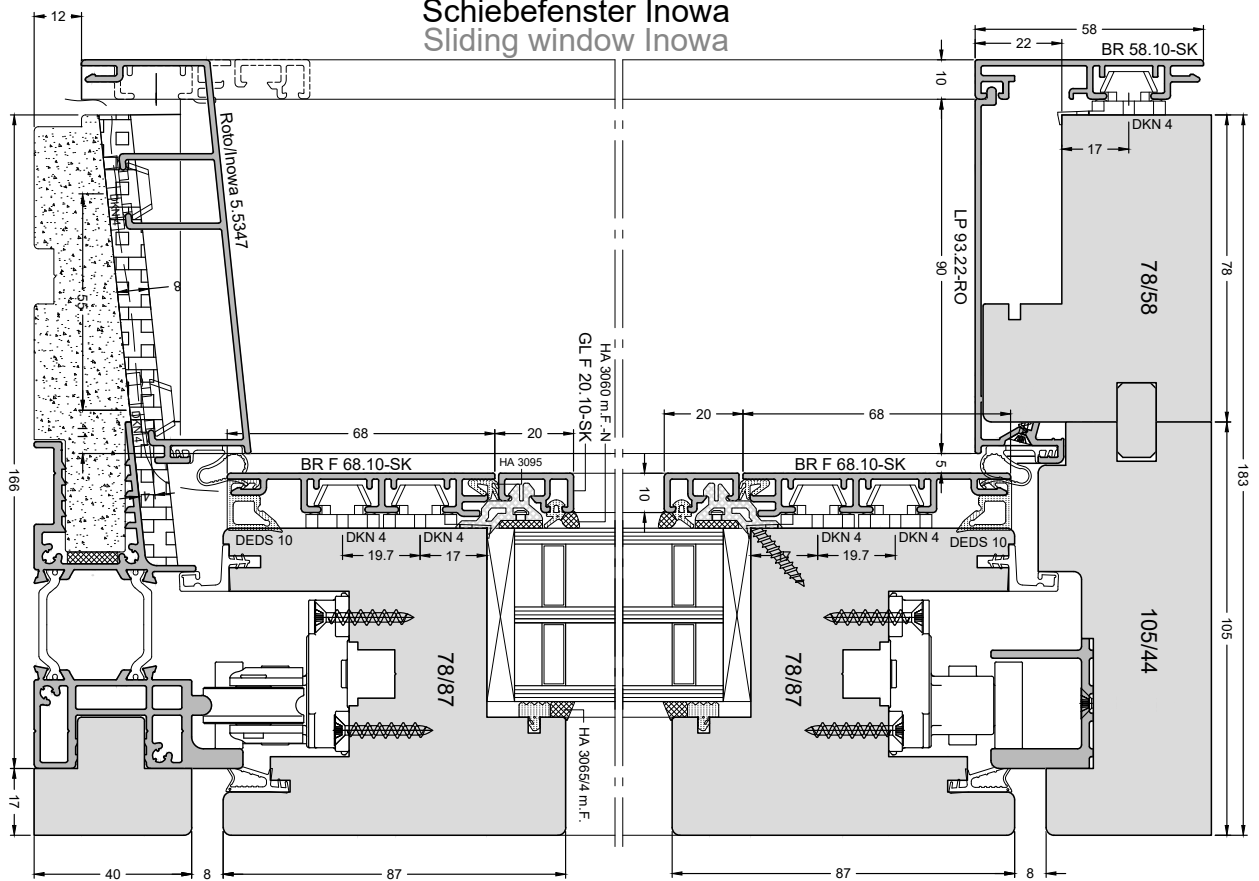 Schiebefenster Inowa
Sliding window Inowa
12
58
22
BR 58.10-SK
10
DKN 4
17
Roto/Inowa 5.5347
DKN4
55
8
DKN4
166
17
40
8
87
68
20
BR F 68.10-SK
HA 3095
GL F 20.10-SK
HA 3060 m.F.-N
DEDS 10
DKN 4
DKN 4
19.7
17
78/87
HA 3065/4 m.F.
20
68
BR F 68.10-SK
5
10
DKN 4
DKN 4
19.7
DEDS 10
78/87
LP 93.22-RO
90
78/58
78
105/44
105
183
87
8